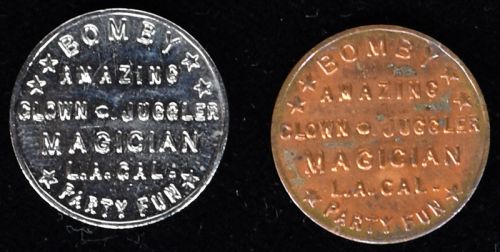 BOMBY
AMAZING
CLOWN - JUGGLER
MAGICIAN
L.A. CAL -
PARTY FUN
BOMBY
AMAZING
CLOWN - JUGGLER
MAGICIAN
L.A. CAL -
PARTY FUN